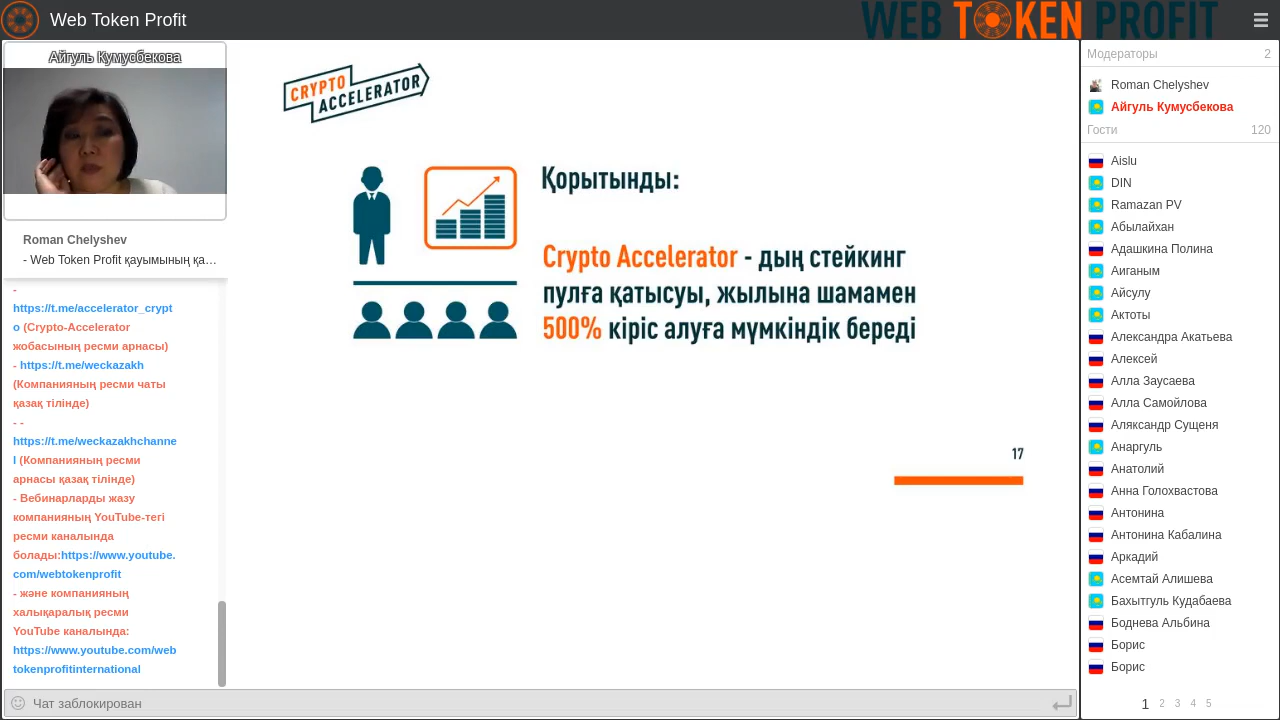 Web Token Profit
WEB TOKEN PROFIT
Айгуль Кумусбекова
Roman Chelyshev
- Web Token Profit қауымының қа…
-
https://t.me/accelerator_crypt
o (Crypto-Accelerator
жобасының ресми арнасы)
- https://t.me/weckazakh
(Компанияның ресми чаты
қазақ тілінде)
- -
https://t.me/weckazakhchanne
l (Компанияның ресми
арнасы қазақ тілінде)
- Вебинарларды жазу
компанияның YouTube-тегі
ресми каналында
болады:https://www.youtube.
com/webtokenprofit
- және компанияның
халықаралық ресми
YouTube каналында:
https://www.youtube.com/web
tokenprofitinternational
Чат заблокирован
CRYPTO
ACCELERATOR
Қорытынды:
Crypto Accelerator - дың стейкинг
пулға қатысуы, жылына шамамен
500% кіріс алуға мүмкіндік береді
17
Модераторы 2
Roman Chelyshev
Айгуль Кумусбекова
Гости 120
Aislu
DIN
Ramazan PV
Абылайхан
Адашкина Полина
Аиганым
Айсулу
Актоты
Александра Акатьева
Алексей
Алла Заусаева
Алла Самойлова
Аляксандр Сущеня
Анаргуль
Анатолий
Анна Голохвастова
Антонина
Антонина Кабалина
Аркадий
Асемтай Алишева
Бахытгуль Кудабаева
Боднева Альбина
Борис
Борис
1 2 3 4 5